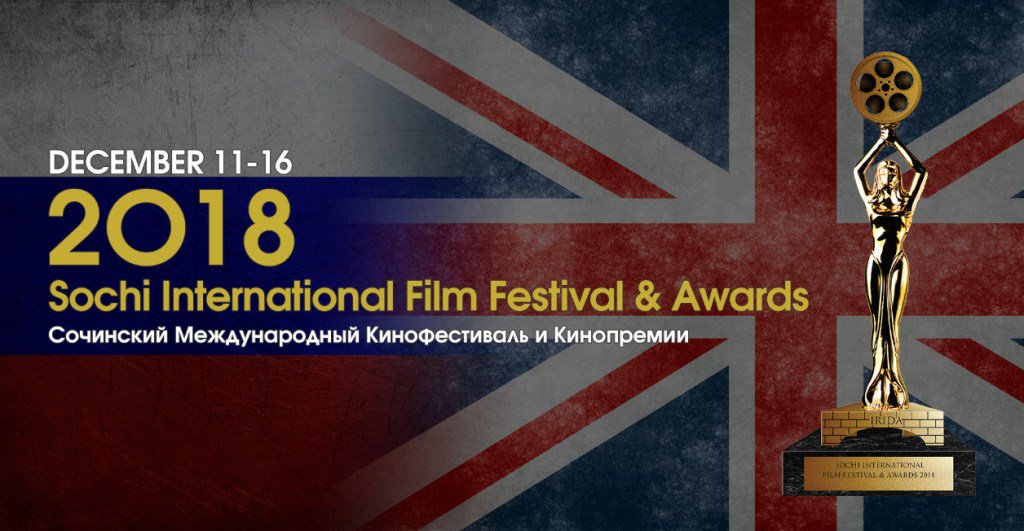 DECEMBER 11-16
2018
Sochi International Film Festival & Awards
Сочинский Международный Кинофестиваль и Кинопремии
IRIDA
SOCHI INTERNATIONAL
FILM FESTIVAL & AWARDS 2018